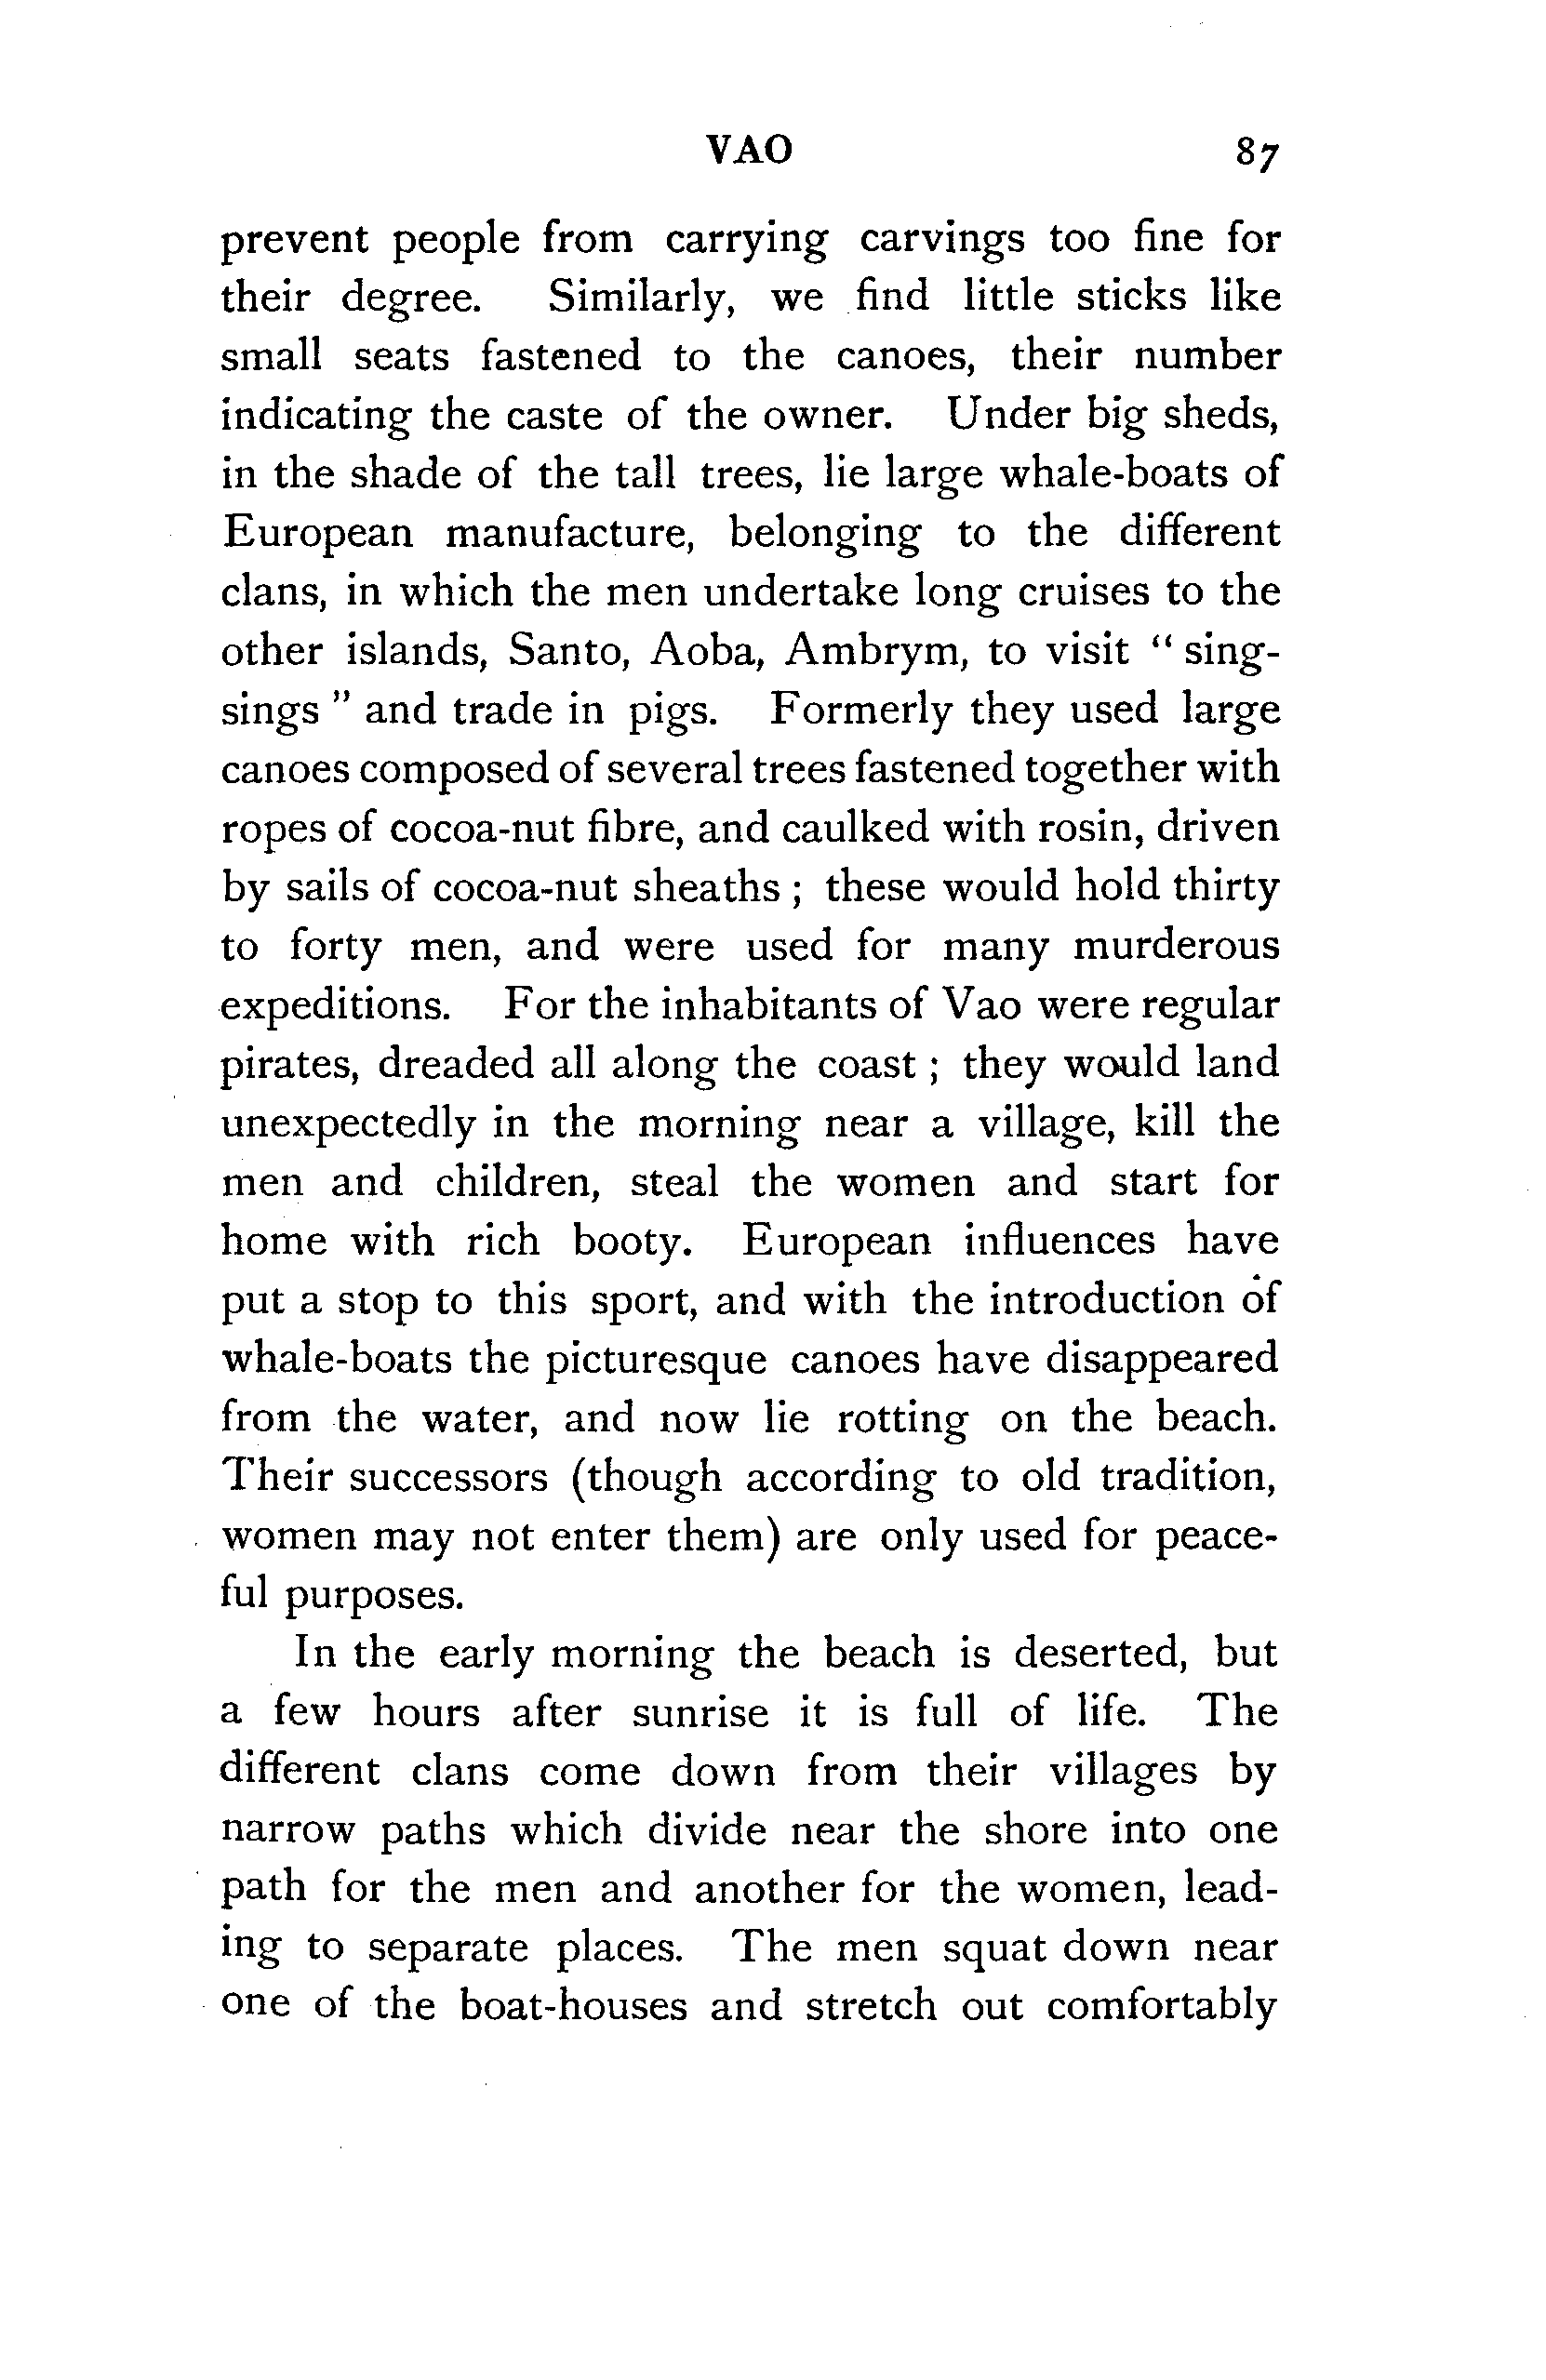 VAO 87
prevent people from carrying carvings too fine for
their degree. Similarly, we find little sticks like
small seats fastened to the canoes, their number
indicating the caste of the owner. Under big sheds,
in the shade of the tall trees, lie large whale-boats of
European manufacture, belonging to the different
clans, in which the men undertake long cruises to the
other islands, Santo, Aoba, Ambrym, to visit “ sing-
sings ” and trade in pigs. Formerly they used large
canoes composed of several trees fastened together with
ropes of cocoa-nut fibre, and caulked with rosin, driven
by sails of cocoa-nut sheaths ; these would hold thirty
to forty men, and were used for many murderous
expeditions. For the inhabitants of Vao were regular
pirates, dreaded all along the coast ; they would land
unexpectedly in the morning near a village, kill the
men and children, steal the women and start for
home with rich booty. European influences have
put a stop to this sport, and with the introduction of
whale-boats the picturesque canoes have disappeared
from the water, and now lie rotting on the beach.
Their successors (though according to old tradition,
women may not enter them) are only used for peace-
ful purposes.
In the early morning the beach is deserted, but
a few hours after sunrise it is full of life. The
different clans come down from their villages by
narrow paths which divide near the shore into one
path for the men and another for the women, lead-
ing to separate places. The men squat down near
one of the boat-houses and stretch out comfortably